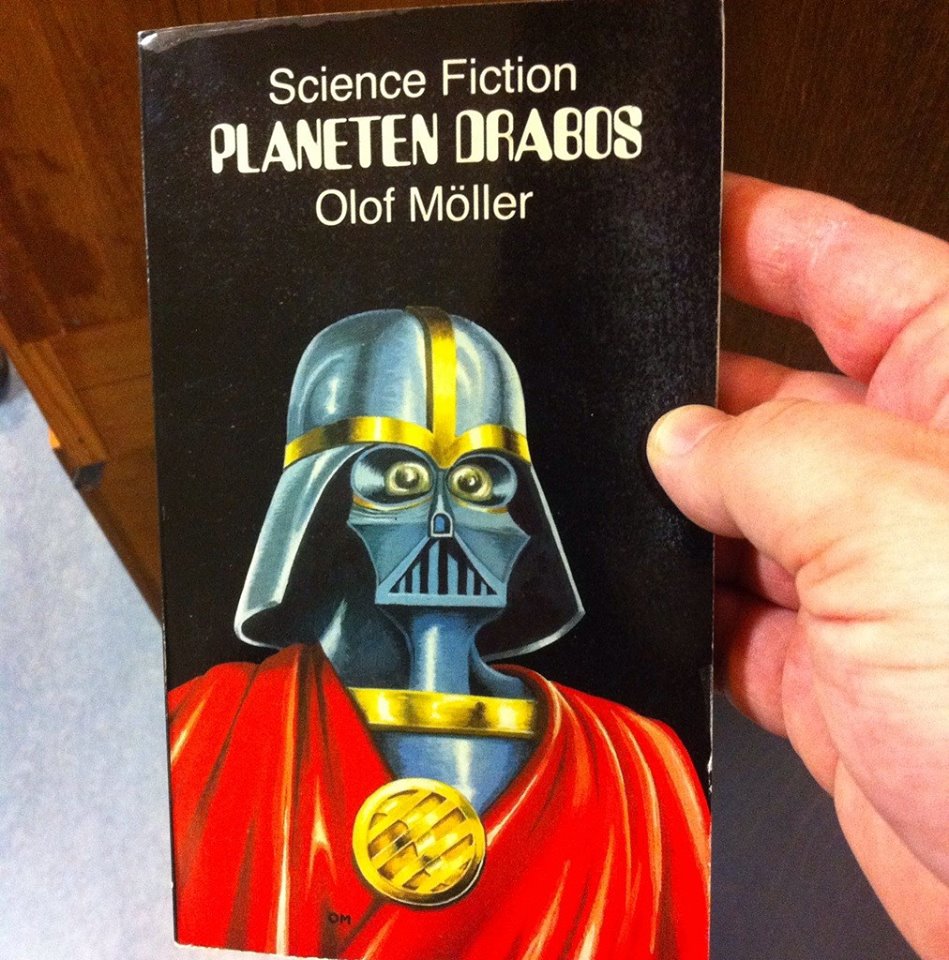 Science Fiction
PLANETEN DRABOS
Olof Möller
OM